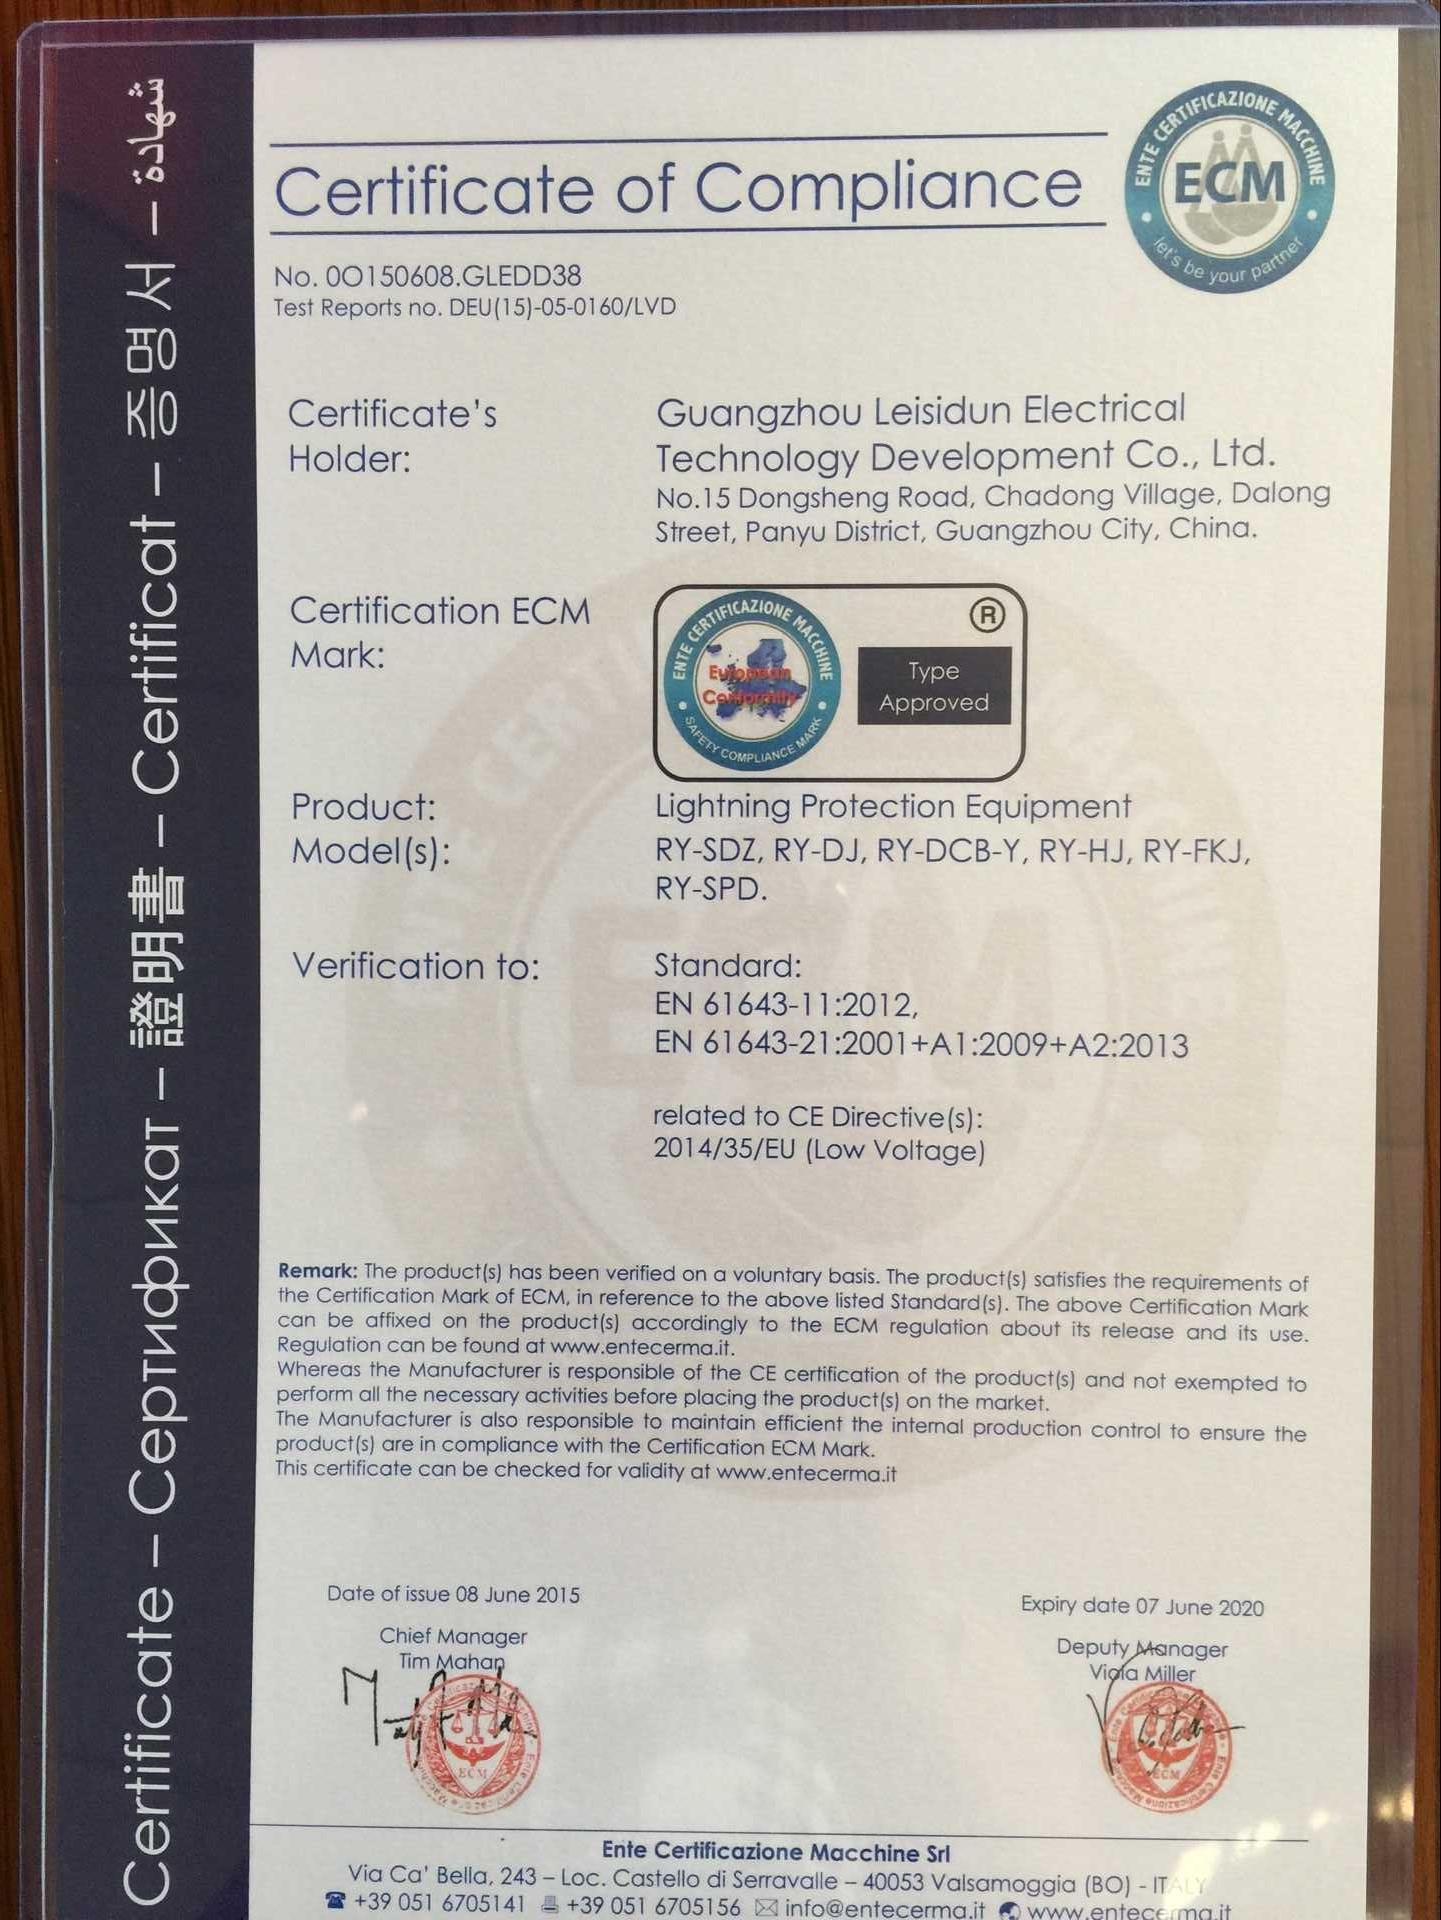 Certificate – Сертификат – 證明書 – Certificat – 증명서 – شهادة
Certificate of Compliance
ENTE CERTIFICAZIONE MACCHINE
ECM
let's be your partner
No. 0O150608.GLEDD38
Test Reports no. DEU(15)-05-0160/LVD
Certificate's
Holder:
Guangzhou Leisidun Electrical
Technology Development Co., Ltd.
No.15 Dongsheng Road, Chadong Village, Dalong
Street, Panyu District, Guangzhou City, China.
Certification ECM
Mark:
ENTE CERTIFICAZIONE MACCHINE
European
Conformity
SAFETY COMPLIANCE MARK
®
Type
Approved
Product:
Lightning Protection Equipment
Model(s):
RY-SDZ, RY-DJ, RY-DCB-Y, RY-HJ, RY-FKJ,
RY-SPD.
Verification to:
Standard:
EN 61643-11:2012,
EN 61643-21:2001+A1:2009+A2:2013
related to CE Directive(s):
2014/35/EU (Low Voltage)
Remark: The product(s) has been verified on a voluntary basis. The product(s) satisfies the requirements of
the Certification Mark of ECM, in reference to the above listed Standard(s). The above Certification Mark
can be affixed on the product(s) accordingly to the ECM regulation about its release and its use.
Regulation can be found at www.entecerma.it.
Whereas the Manufacturer is responsible of the CE certification of the product(s) and not exempted to
perform all the necessary activities before placing the product(s) on the market.
The Manufacturer is also responsible to maintain efficient the internal production control to ensure the
product(s) are in compliance with the Certification ECM Mark.
This certificate can be checked for validity at www.entecerma.it
Date of issue 08 June 2015
Expiry date 07 June 2020
Chief Manager
Tim Mahan
Deputy Manager
Viola Miller
ECM
ECM
Ente Certificazione Macchine Srl
Via Ca' Bella, 243 – Loc. Castello di Serravalle – 40053 Valsamoggia (BO) - ITALY
+39 051 6705141 +39 051 6705156 info@entecerma.it www.entecerma.it